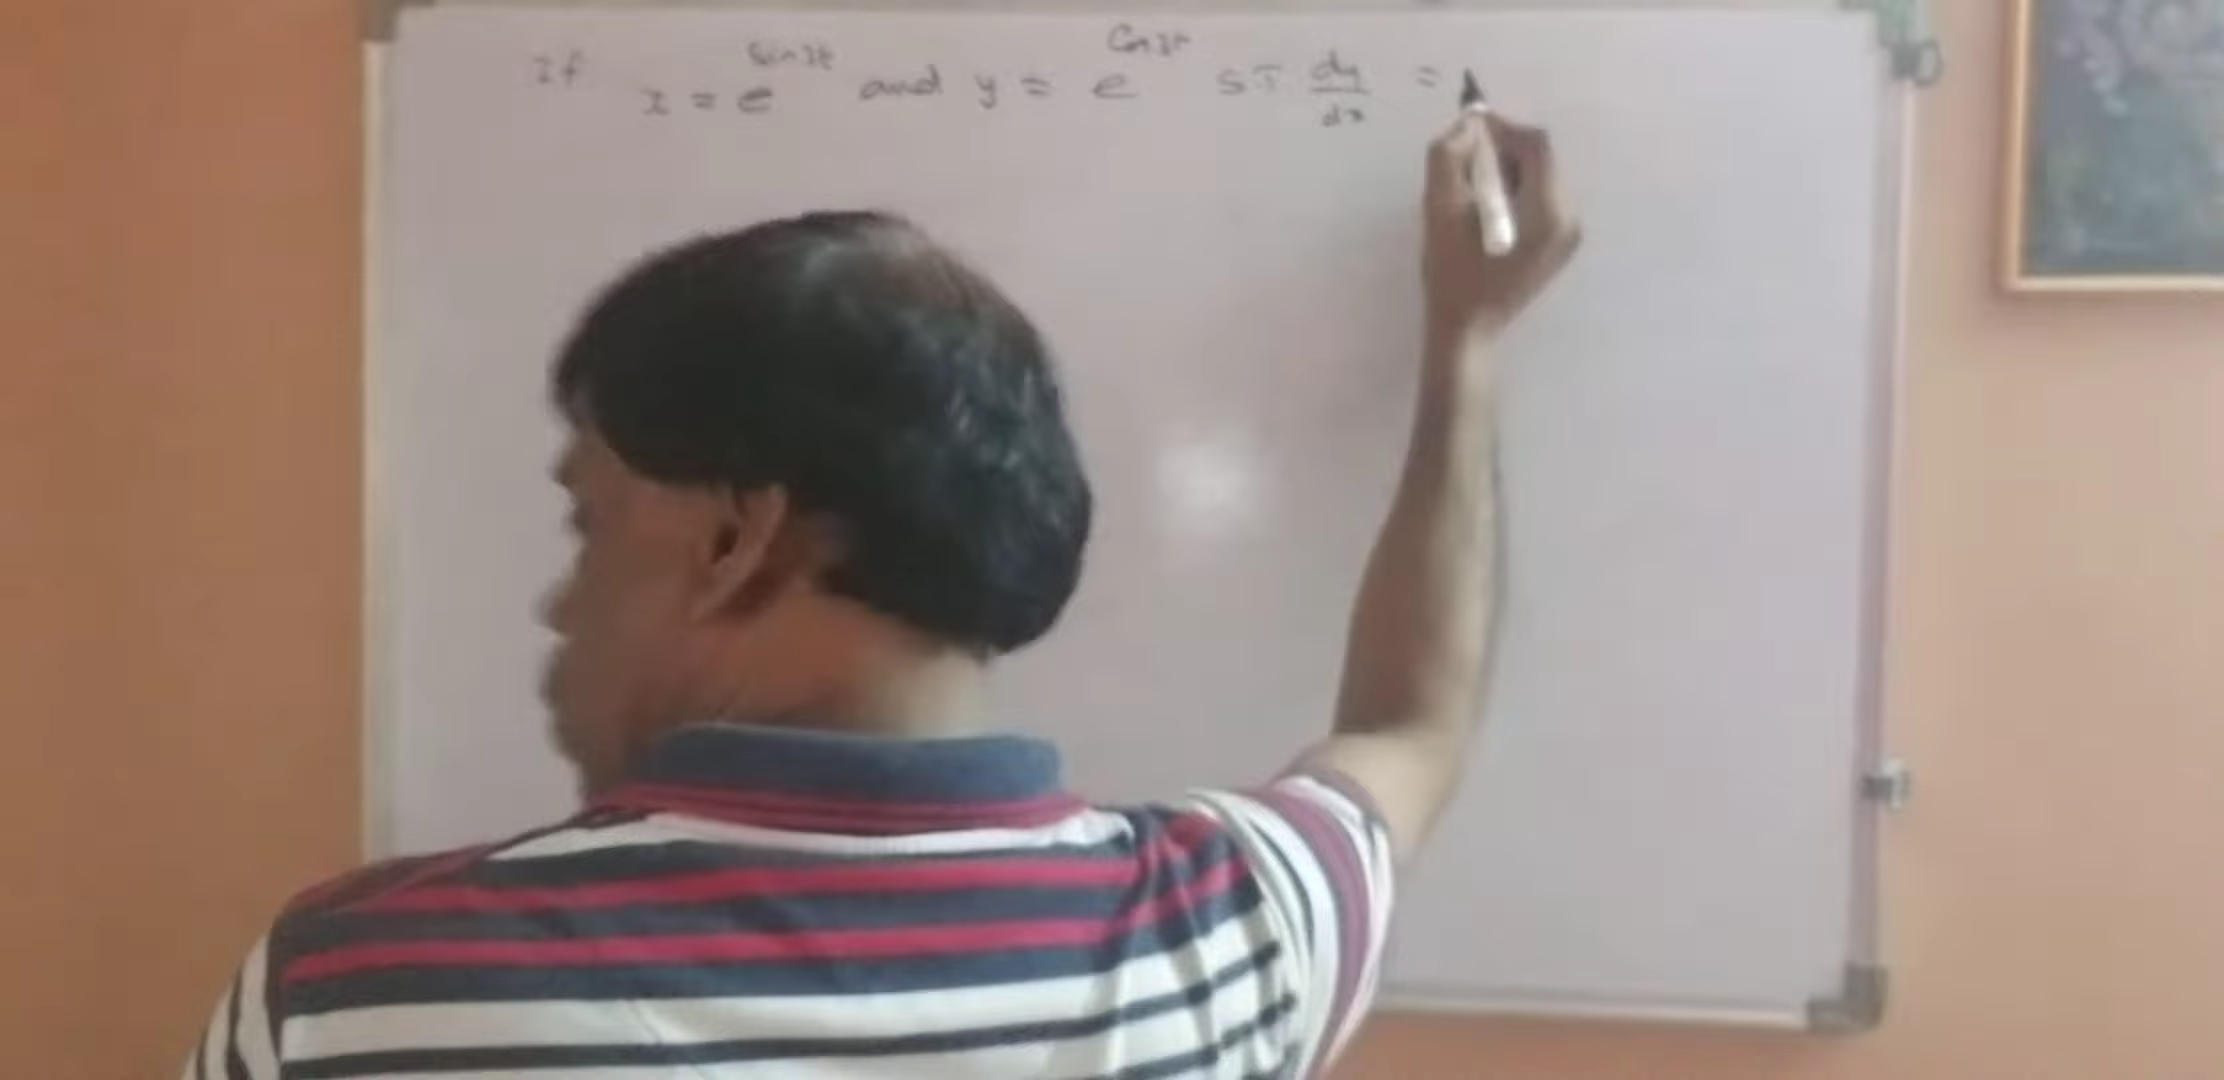 If x = e^sin3t and y = e^cos3t S.T dy/dx =